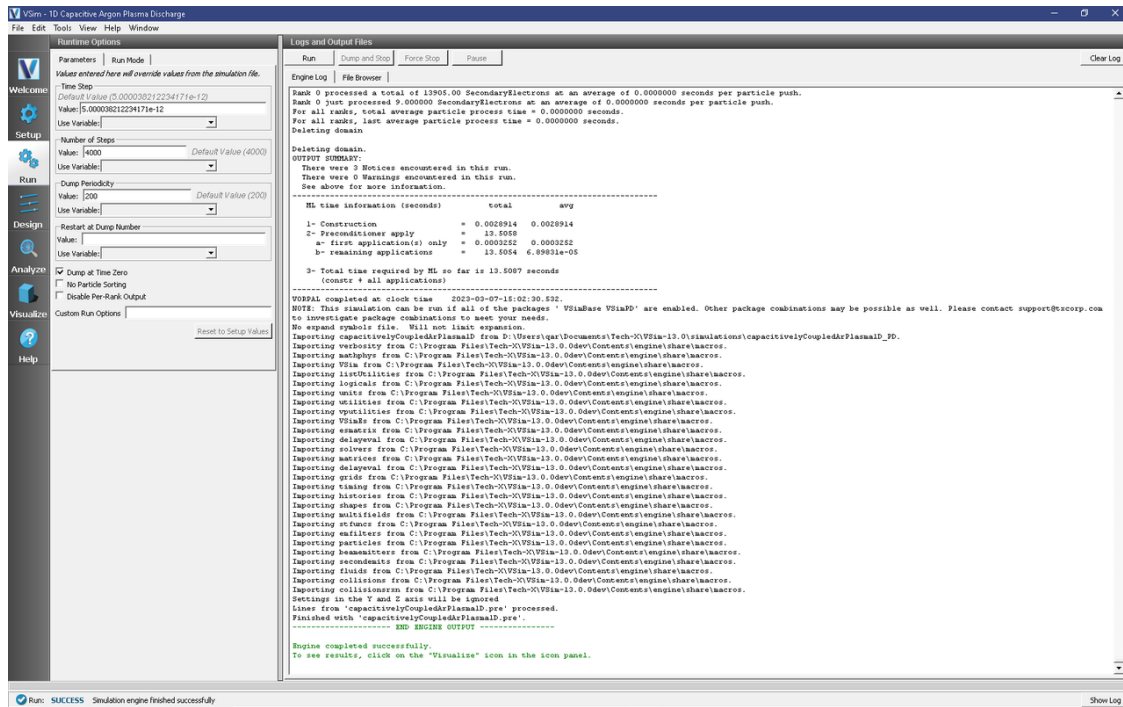 VSim - 1D Capacitive Argon Plasma Discharge
File Edit Tools View Help Window
Welcome
Setup
Run
Design
Analyze
Visualize
Help
Runtime Options
Parameters Run Mode
Values entered here will override values from the simulation file.
Time Step
Default Value (5.000038212234171e-12)
Value: 5.000038212234171e-12
Use Variable:
Number of Steps
Value: 4000 Default Value (4000)
Use Variable:
Dump Periodicity
Value: 200 Default Value (200)
Use Variable:
Restart at Dump Number
Value:
Use Variable:
Dump at Time Zero
No Particle Sorting
Disable Per-Rank Output
Custom Run Options
Reset to Setup Values
Logs and Output Files
Run Dump and Stop Force Stop Pause Clear Log
Engine Log File Browser
Rank 0 processed a total of 13905.00 SecondaryElectrons at an average of 0.0000000 seconds per particle push.
Rank 0 just processed 9.000000 SecondaryElectrons at an average of 0.0000000 seconds per particle push.
For all ranks, total average particle process time = 0.0000000 seconds.
For all ranks, last average particle process time = 0.0000000 seconds.
Deleting domain
Deleting domain.
OUTPUT SUMMARY:
There were 3 Notices encountered in this run.
There were 0 Warnings encountered in this run.
See above for more information.
------------------------------------------------------------------
ML time information (seconds) total avg
1- Construction = 0.0028914 0.0028914
2- Preconditioner apply = 13.5058
a- first application(s) only = 0.0003252 0.0003252
b- remaining applications = 13.5054 6.89831e-05
3- Total time required by ML so far is 13.5087 seconds
(constr + all applications)
------------------------------------------------------------------
VORPAL completed at clock time 2023-03-07-15:02:30.532.
NOTE: This simulation can be run if all of the packages ' VSimBase VSimPD' are enabled. Other package combinations may be possible as well. Please contact support@txcorp.com
to investigate package combinations to meet your needs.
No expand symbols file. Will not limit expansion.
Importing capacitivelyCoupledArPlasma1D from D:\Users\qar\Documents\Tech-X\VSim-13.0\simulations\capacitivelyCoupledArPlasma1D_PD.
Importing verbosity from C:\Program Files\Tech-X\VSim-13.0.0dev\Contents\engine\share\macros.
Importing mathphys from C:\Program Files\Tech-X\VSim-13.0.0dev\Contents\engine\share\macros.
Importing VSim from C:\Program Files\Tech-X\VSim-13.0.0dev\Contents\engine\share\macros.
Importing listUtilities from C:\Program Files\Tech-X\VSim-13.0.0dev\Contents\engine\share\macros.
Importing logicals from C:\Program Files\Tech-X\VSim-13.0.0dev\Contents\engine\share\macros.
Importing units from C:\Program Files\Tech-X\VSim-13.0.0dev\Contents\engine\share\macros.
Importing utilities from C:\Program Files\Tech-X\VSim-13.0.0dev\Contents\engine\share\macros.
Importing vputilities from C:\Program Files\Tech-X\VSim-13.0.0dev\Contents\engine\share\macros.
Importing VSimEs from C:\Program Files\Tech-X\VSim-13.0.0dev\Contents\engine\share\macros.
Importing esmatrix from C:\Program Files\Tech-X\VSim-13.0.0dev\Contents\engine\share\macros.
Importing delayeval from C:\Program Files\Tech-X\VSim-13.0.0dev\Contents\engine\share\macros.
Importing solvers from C:\Program Files\Tech-X\VSim-13.0.0dev\Contents\engine\share\macros.
Importing matrices from C:\Program Files\Tech-X\VSim-13.0.0dev\Contents\engine\share\macros.
Importing delayeval from C:\Program Files\Tech-X\VSim-13.0.0dev\Contents\engine\share\macros.
Importing grids from C:\Program Files\Tech-X\VSim-13.0.0dev\Contents\engine\share\macros.
Importing timing from C:\Program Files\Tech-X\VSim-13.0.0dev\Contents\engine\share\macros.
Importing histories from C:\Program Files\Tech-X\VSim-13.0.0dev\Contents\engine\share\macros.
Importing shapes from C:\Program Files\Tech-X\VSim-13.0.0dev\Contents\engine\share\macros.
Importing multifields from C:\Program Files\Tech-X\VSim-13.0.0dev\Contents\engine\share\macros.
Importing stfuncs from C:\Program Files\Tech-X\VSim-13.0.0dev\Contents\engine\share\macros.
Importing emfilters from C:\Program Files\Tech-X\VSim-13.0.0dev\Contents\engine\share\macros.
Importing particles from C:\Program Files\Tech-X\VSim-13.0.0dev\Contents\engine\share\macros.
Importing beamemitters from C:\Program Files\Tech-X\VSim-13.0.0dev\Contents\engine\share\macros.
Importing secondemits from C:\Program Files\Tech-X\VSim-13.0.0dev\Contents\engine\share\macros.
Importing fluids from C:\Program Files\Tech-X\VSim-13.0.0dev\Contents\engine\share\macros.
Importing collisions from C:\Program Files\Tech-X\VSim-13.0.0dev\Contents\engine\share\macros.
Importing collisionsrxn from C:\Program Files\Tech-X\VSim-13.0.0dev\Contents\engine\share\macros.
Settings in the Y and Z axis will be ignored
Lines from 'capacitivelyCoupledArPlasma1D.pre' processed.
Finished with 'capacitivelyCoupledArPlasma1D.pre'.
-------------------- END ENGINE OUTPUT ----------------
Engine completed successfully.
To see results, click on the "Visualize" icon in the icon panel.
Run: SUCCESS Simulation engine finished successfully Show Log